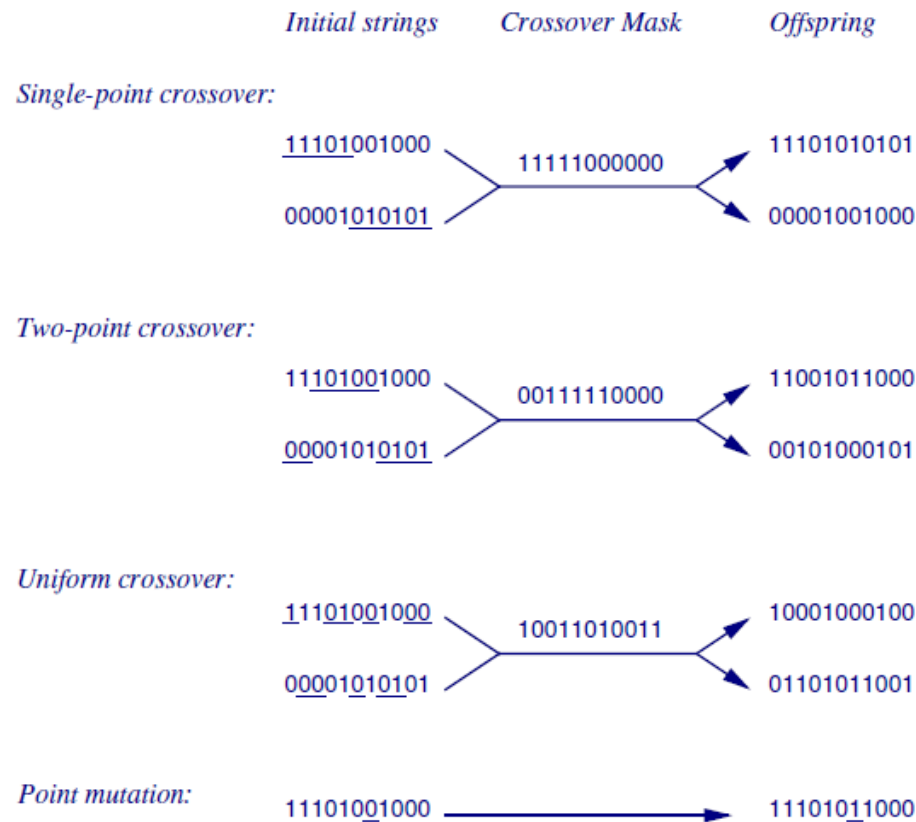 Initial strings Crossover Mask Offspring
Single-point crossover:
11101001000 11111000000 11101010101
00001010101 00001001000
Two-point crossover:
11101001000 00111110000 11001011000
00001010101 00101000101
Uniform crossover:
11101001000 10011010011 10001000100
00001010101 01101011001
Point mutation: 11101001000 11101011000